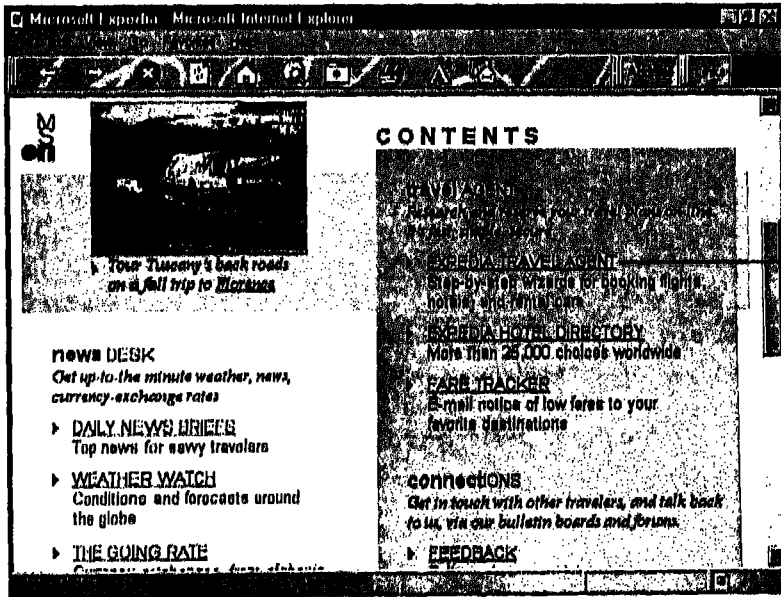 Microsoft Expedia - Microsoft Internet Explorer
Tour Tuscany's back roads
on a fall trip to Florence
news DESK
Get up-to-the minute weather, news,
currency-exchange rates
DAILY NEWS BRIEFS
Top news for savvy travelers
WEATHER WATCH
Conditions and forecasts around
the globe
THE GOING RATE
CONTENTS
travel AGENT
EXPEDIA TRAVEL AGENT
Step-by-step wizards for booking flights,
hotels, and rental cars
EXPEDIA HOTEL DIRECTORY
More than 25,000 choices worldwide
FARE TRACKER
E-mail notice of low fares to your
favorite destinations
connectIONS
Get in touch with other travelers, and talk back
to us, via our bulletin boards and forums.
FEEDBACK